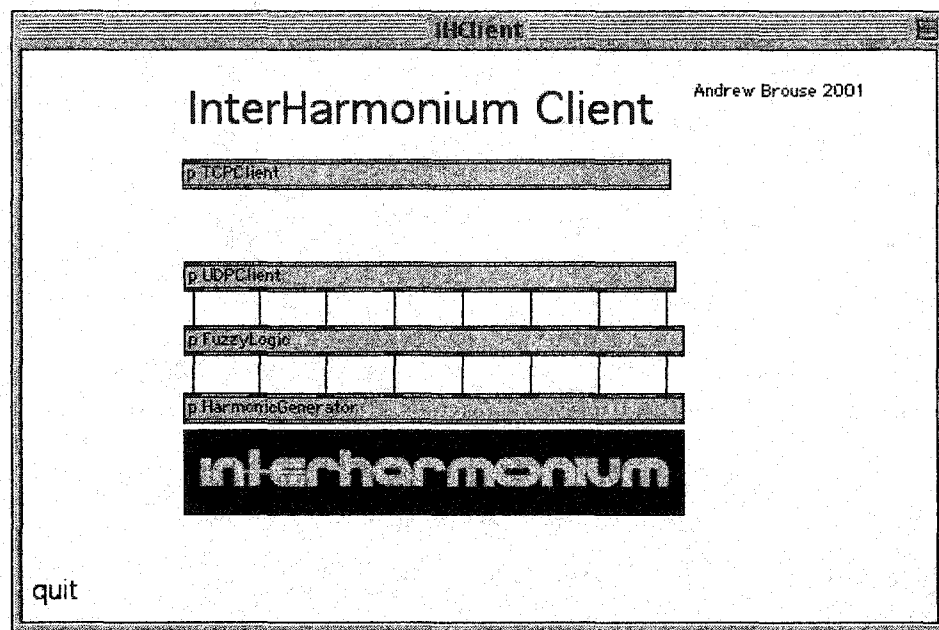 IHClient
InterHarmonium Client
Andrew Brouse 2001
p TCPClient
p UDPClient
p FuzzyLogic
p HarmonicGenerator
interharmonium
quit